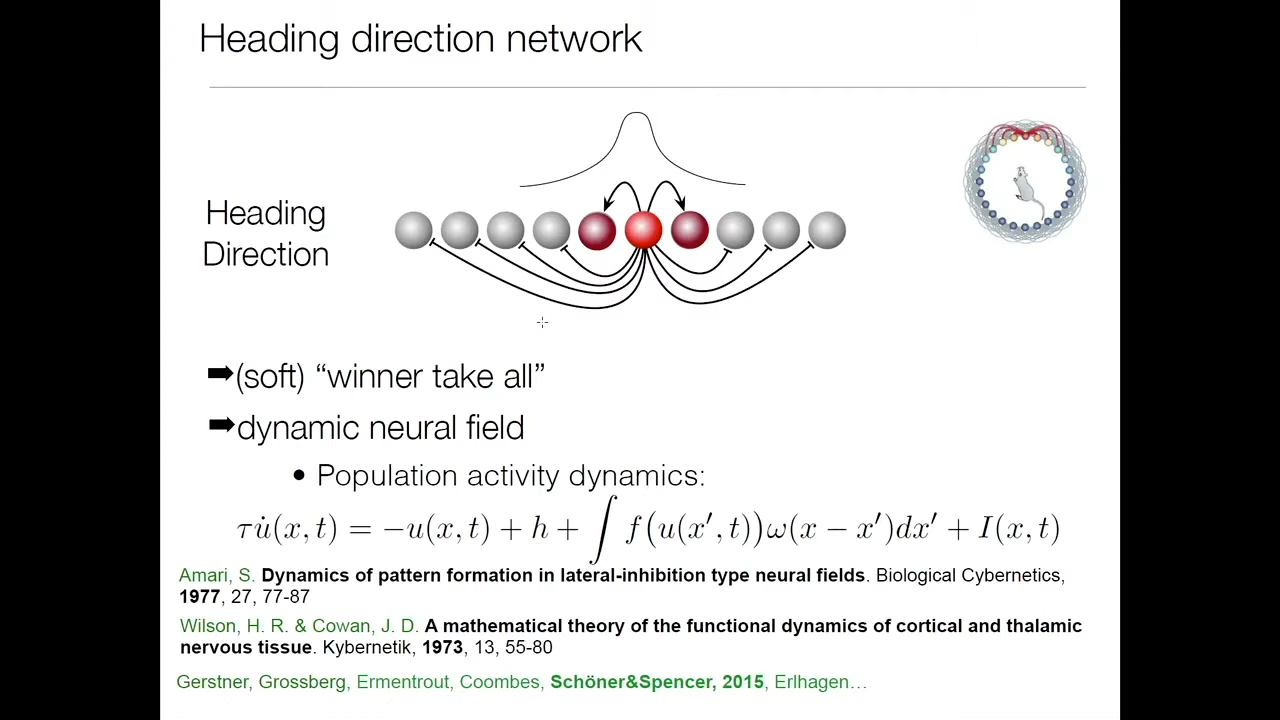 Heading direction network
Heading
Direction
➡(soft) “winner take all”
➡dynamic neural field
• Population activity dynamics:
τu̇(x, t) = −u(x, t) + h + ∫ f(u(x′, t))ω(x − x′)dx′ + I(x, t)
Amari, S. Dynamics of pattern formation in lateral-inhibition type neural fields. Biological Cybernetics,
1977, 27, 77-87
Wilson, H. R. & Cowan, J. D. A mathematical theory of the functional dynamics of cortical and thalamic
nervous tissue. Kybernetik, 1973, 13, 55-80
Gerstner, Grossberg, Ermentrout, Coombes, Schöner&Spencer, 2015, Erlhagen…